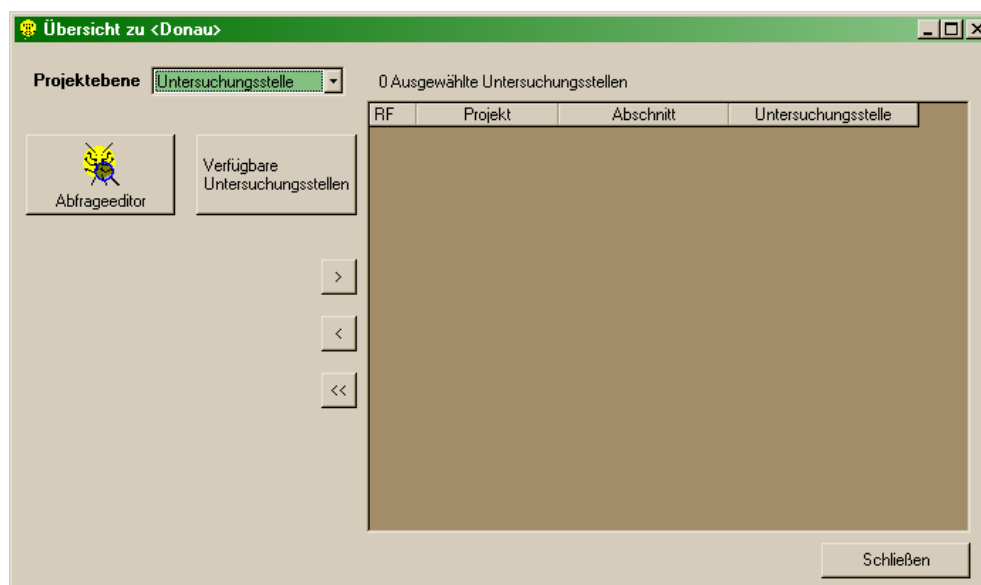 Übersicht zu <Donau>
Projektebene Untersuchungsstelle 0 Ausgewählte Untersuchungsstellen
RF Projekt Abschnitt Untersuchungsstelle
Abfrageeditor
Verfügbare
Untersuchungsstellen
>
<
<<
Schließen